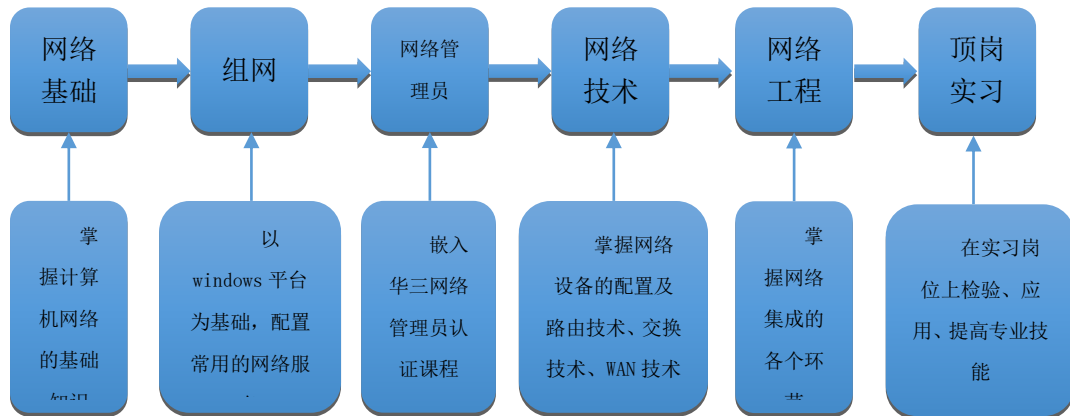 网络
基础
组网
网络管
理员
网络
技术
网络
工程
顶岗
实习
掌
握计算
机网络
的基础
知识
以
windows 平台
为基础，配置
常用的网络服
嵌入
华三网络
管理员认
证课程
掌握网络
设备的配置及
路由技术、交换
技术、WAN 技术
掌
握网络
集成的
各个环
节
在实习岗
位上检验、应
用、提高专业技
能